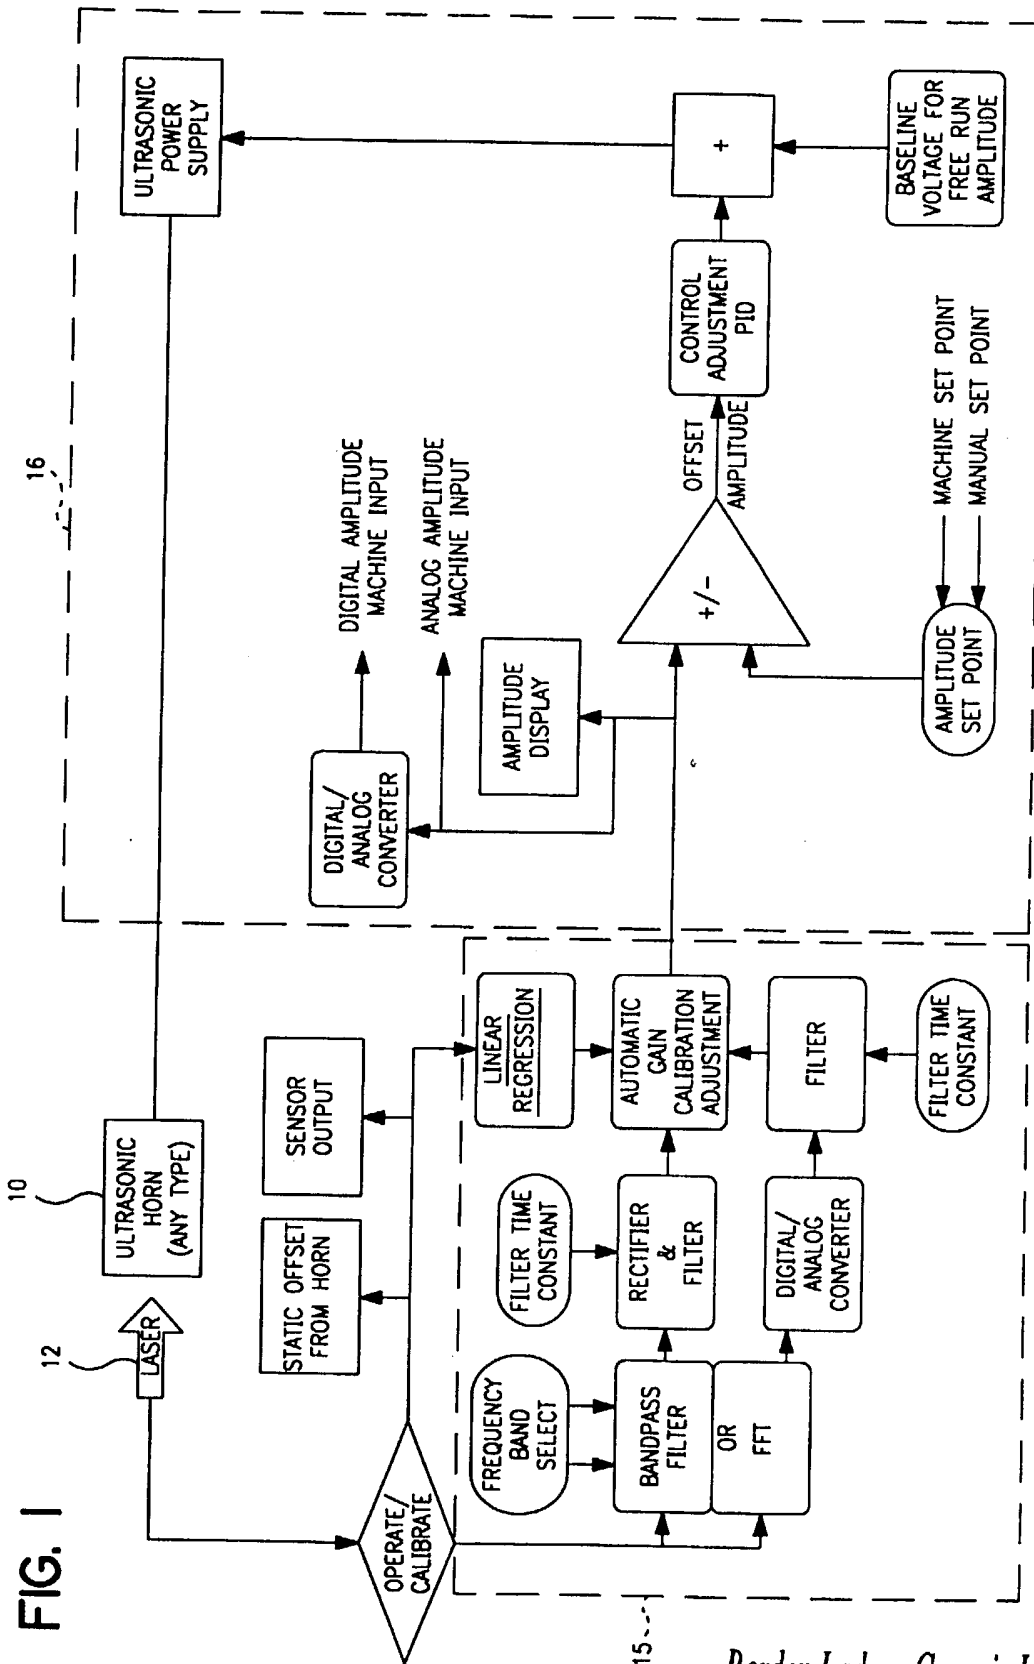 FIG. 1
16
10
12
15
ULTRASONIC
POWER
SUPPLY
ULTRASONIC
HORN
(ANY TYPE)
LASER
DIGITAL AMPLITUDE
MACHINE INPUT
ANALOG AMPLITUDE
MACHINE INPUT
DIGITAL/
ANALOG
CONVERTER
AMPLITUDE
DISPLAY
SENSOR
OUTPUT
STATIC OFFSET
FROM HORN
OPERATE/
CALIBRATE
LINEAR
REGRESSION
FREQUENCY
BAND
SELECT
FILTER TIME
CONSTANT
BANDPASS
FILTER
OR
FFT
RECTIFIER
&
FILTER
AUTOMATIC
GAIN
CALIBRATION
ADJUSTMENT
DIGITAL/
ANALOG
CONVERTER
FILTER
FILTER TIME
CONSTANT
+/-
OFFSET
AMPLITUDE
CONTROL
ADJUSTMENT
PID
+
BASELINE
VOLTAGE FOR
FREE RUN
AMPLITUDE
AMPLITUDE
SET POINT
MACHINE SET POINT
MANUAL SET POINT